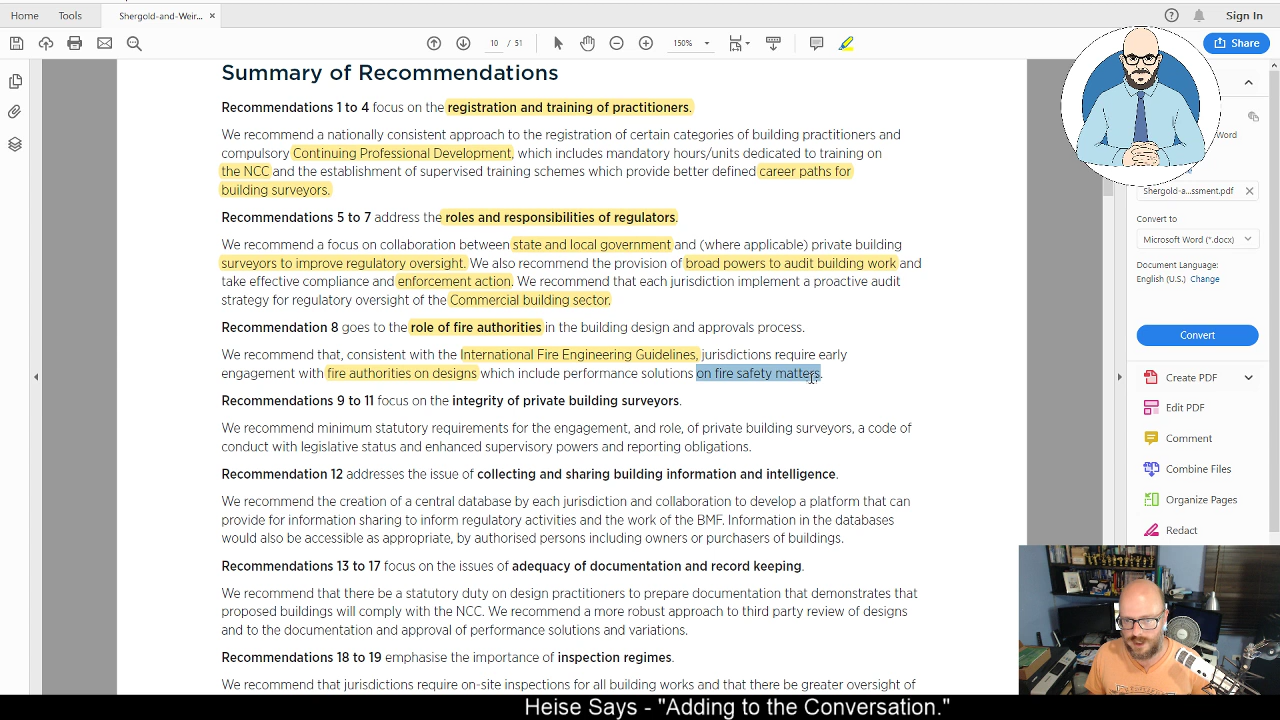 Home
Tools
Shergold-and-Weir... ×
Sign In
10 / 51
150%
Share
Summary of Recommendations
Recommendations 1 to 4 focus on the registration and training of practitioners.
We recommend a nationally consistent approach to the registration of certain categories of building practitioners and
compulsory Continuing Professional Development, which includes mandatory hours/units dedicated to training on
the NCC and the establishment of supervised training schemes which provide better defined career paths for
building surveyors.
Recommendations 5 to 7 address the roles and responsibilities of regulators.
We recommend a focus on collaboration between state and local government and (where applicable) private building
surveyors to improve regulatory oversight. We also recommend the provision of broad powers to audit building work and
take effective compliance and enforcement action. We recommend that each jurisdiction implement a proactive audit
strategy for regulatory oversight of the Commercial building sector.
Recommendation 8 goes to the role of fire authorities in the building design and approvals process.
We recommend that, consistent with the International Fire Engineering Guidelines, jurisdictions require early
engagement with fire authorities on designs which include performance solutions on fire safety matters.
Recommendations 9 to 11 focus on the integrity of private building surveyors.
We recommend minimum statutory requirements for the engagement, and role, of private building surveyors, a code of
conduct with legislative status and enhanced supervisory powers and reporting obligations.
Recommendation 12 addresses the issue of collecting and sharing building information and intelligence.
We recommend the creation of a central database by each jurisdiction and collaboration to develop a platform that can
provide for information sharing to inform regulatory activities and the work of the BMF. Information in the databases
would also be accessible as appropriate, by authorised persons including owners or purchasers of buildings.
Recommendations 13 to 17 focus on the issues of adequacy of documentation and record keeping.
We recommend that there be a statutory duty on design practitioners to prepare documentation that demonstrates that
proposed buildings will comply with the NCC. We recommend a more robust approach to third party review of designs
and to the documentation and approval of performance solutions and variations.
Recommendations 18 to 19 emphasise the importance of inspection regimes.
We recommend that jurisdictions require on-site inspections for all building works and that there be greater oversight of
Word
Shergold-a...ssment.pdf ×
Convert to
Microsoft Word (*.docx)
Document Language:
English (U.S.) Change
Convert
Create PDF
Edit PDF
Comment
Combine Files
Organize Pages
Redact
Heise Says - "Adding to the Conversation."